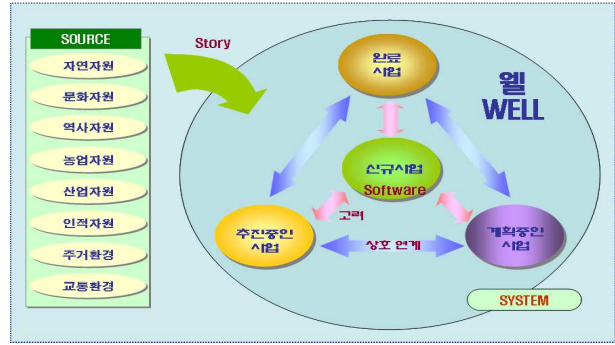 SOURCE
자연자원
문화자원
역사자원
농업자원
산업자원
인적자원
주거환경
교통환경
Story
완료
사업
웰
WELL
신규사업
Software
고려
추진중인
사업
상호 연계
계획중인
사업
SYSTEM